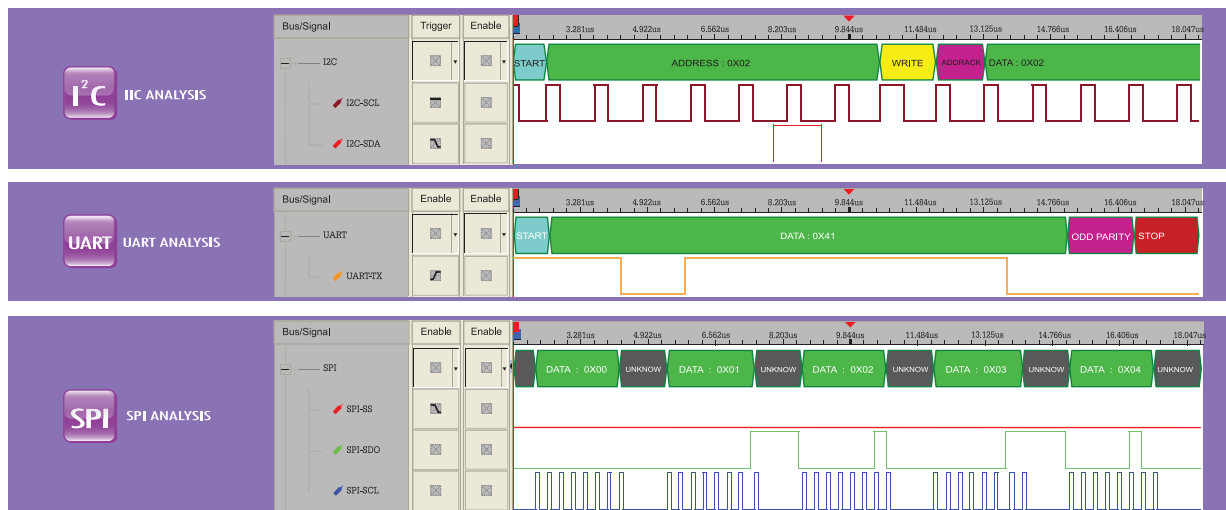 Bus/Signal Trigger Enable 3.281us 4.922us 6.562us 8.203us 9.844us 11.484us 13.125us 14.766us 16.406us 18.047us
I2C START ADDRESS : 0X02 WRITE ADDRACK DATA : 0X02
I2C IIC ANALYSIS
I2C-SCL
I2C-SDA
Bus/Signal Enable Enable 3.281us 4.922us 6.562us 8.203us 9.844us 11.484us 13.125us 14.766us 16.406us 18.047us
UART START DATA : 0X41 ODD PARITY STOP
UART UART ANALYSIS
UART-TX
Bus/Signal Enable Enable 3.281us 4.922us 6.562us 8.203us 9.844us 11.484us 13.125us 14.766us 16.406us 18.047us
SPI DATA : 0X00 UNKNOW DATA : 0X01 UNKNOW DATA : 0X02 UNKNOW DATA : 0X03 UNKNOW DATA : 0X04 UNKNOW
SPI SPI ANALYSIS
SPI-SS
SPI-SDO
SPI-SCL